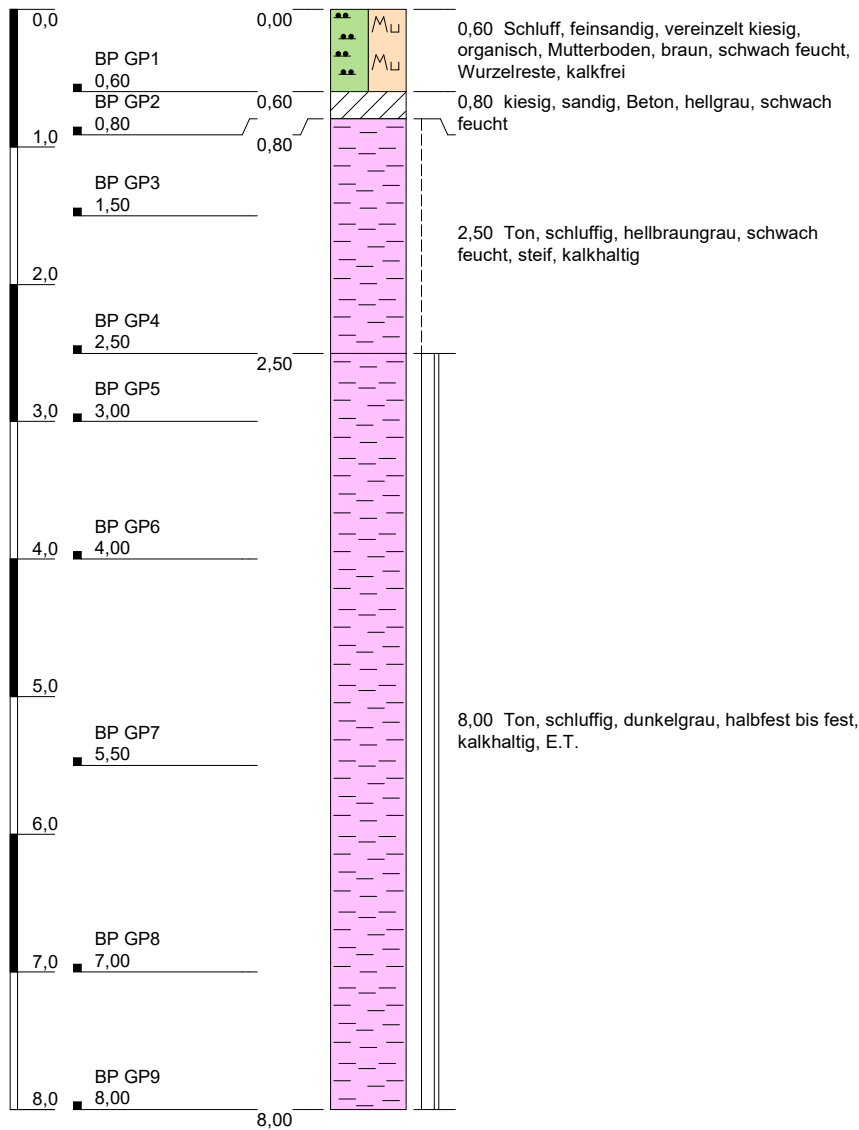 0,0
1,0
2,0
3,0
4,0
5,0
6,0
7,0
8,0
BP GP1
0,60
BP GP2
0,80
BP GP3
1,50
BP GP4
2,50
BP GP5
3,00
BP GP6
4,00
BP GP7
5,50
BP GP8
7,00
BP GP9
8,00
0,00
0,60
0,80
2,50
8,00
Mu
Mu
0,60 Schluff, feinsandig, vereinzelt kiesig,
organisch, Mutterboden, braun, schwach feucht,
Wurzelreste, kalkfrei
0,80 kiesig, sandig, Beton, hellgrau, schwach
feucht
2,50 Ton, schluffig, hellbraungrau, schwach
feucht, steif, kalkhaltig
8,00 Ton, schluffig, dunkelgrau, halbfest bis fest,
kalkhaltig, E.T.